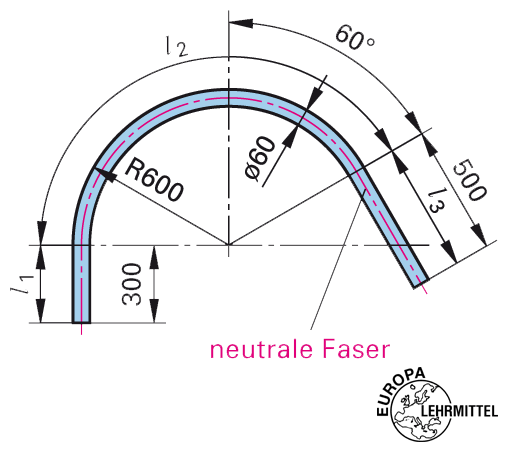 l2
60°
ø60
R600
500
l3
l1
300
neutrale Faser
EUROPA
LEHRMITTEL